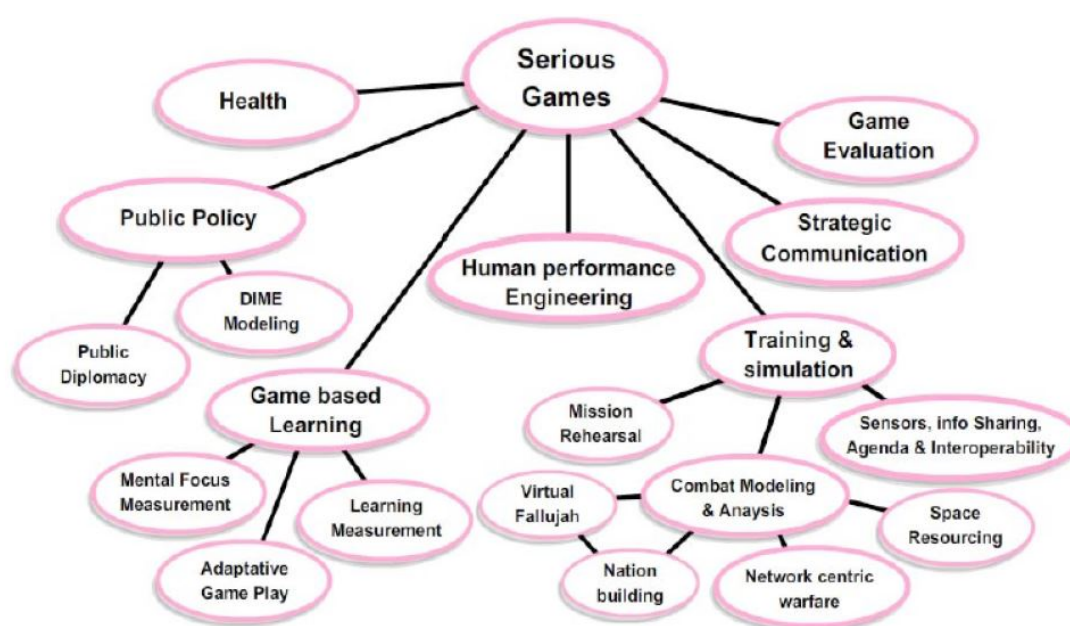 Serious
Games
Health
Game
Evaluation
Public Policy
Strategic
Communication
Human performance
Engineering
DIME
Modeling
Public
Diplomacy
Training &
simulation
Game based
Learning
Mission
Rehearsal
Sensors, info Sharing,
Agenda & Interoperability
Mental Focus
Measurement
Learning
Measurement
Virtual
Fallujah
Combat Modeling
& Anaysis
Space
Resourcing
Adaptative
Game Play
Nation
building
Network centric
warfare